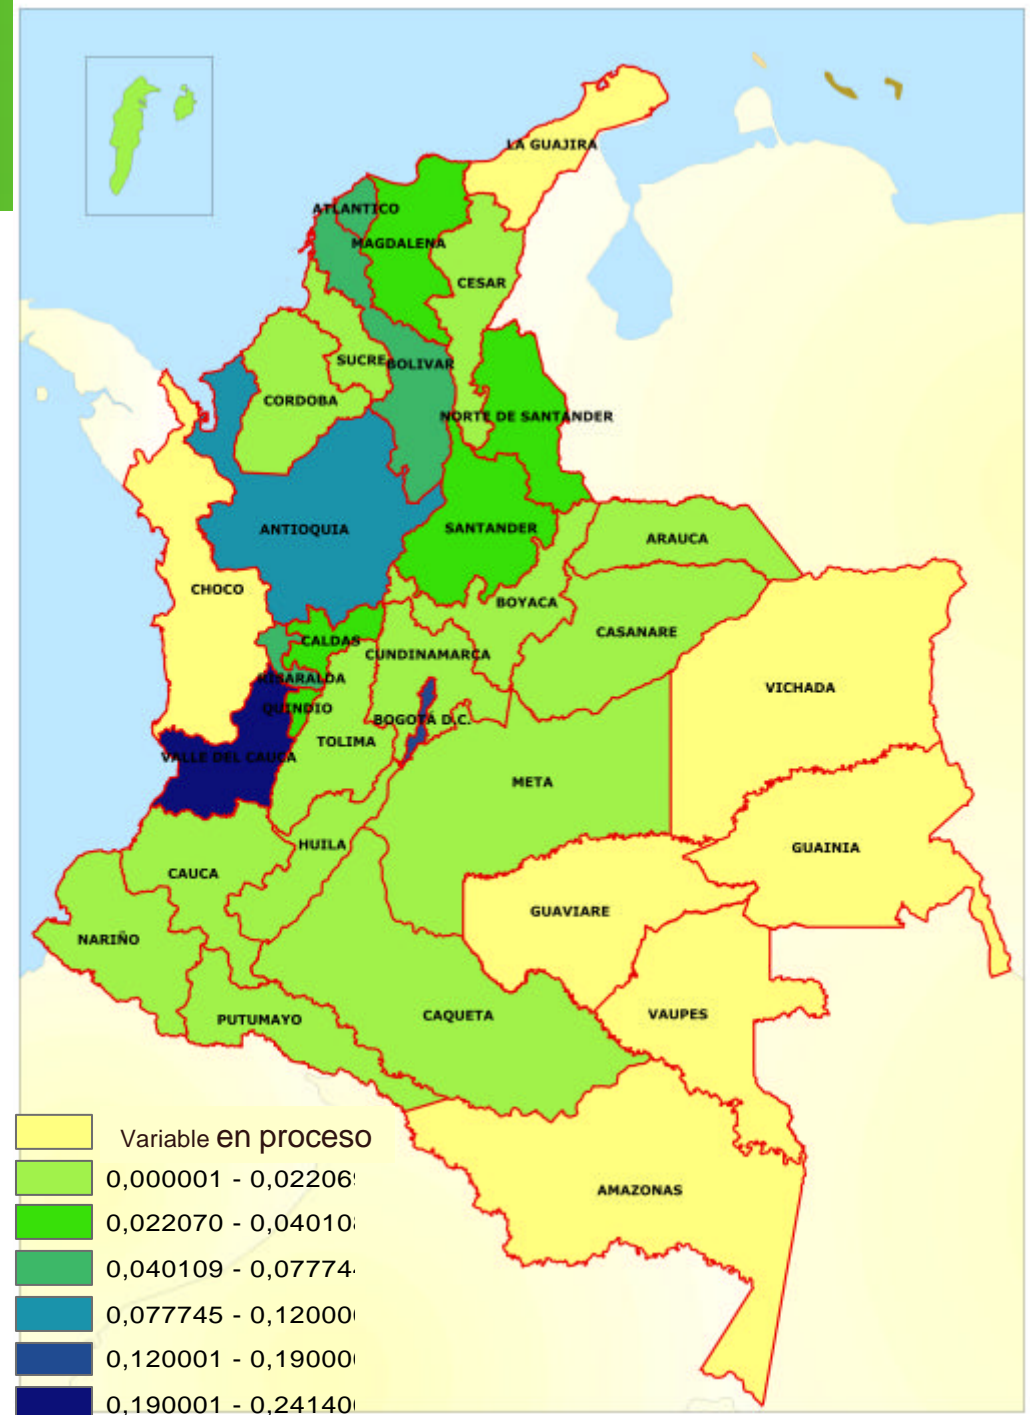 LA GUAJIRA
ATLANTICO
MAGDALENA
CESAR
SUCRE
BOLIVAR
CORDOBA
NORTE DE SANTANDER
ANTIOQUIA
SANTANDER
ARAUCA
CHOCO
BOYACA
CASANARE
CALDAS
CUNDINAMARCA
RISARALDA
VICHADA
QUINDIO
BOGOTA D.C.
TOLIMA
VALLE DEL CAUCA
META
HUILA
GUAINIA
CAUCA
GUAVIARE
NARIÑO
PUTUMAYO
CAQUETA
VAUPES
AMAZONAS
Variable en proceso
0,000001 - 0,02206
0,022070 - 0,04010
0,040109 - 0,07774
0,077745 - 0,12000
0,120001 - 0,19000
0,190001 - 0,24140